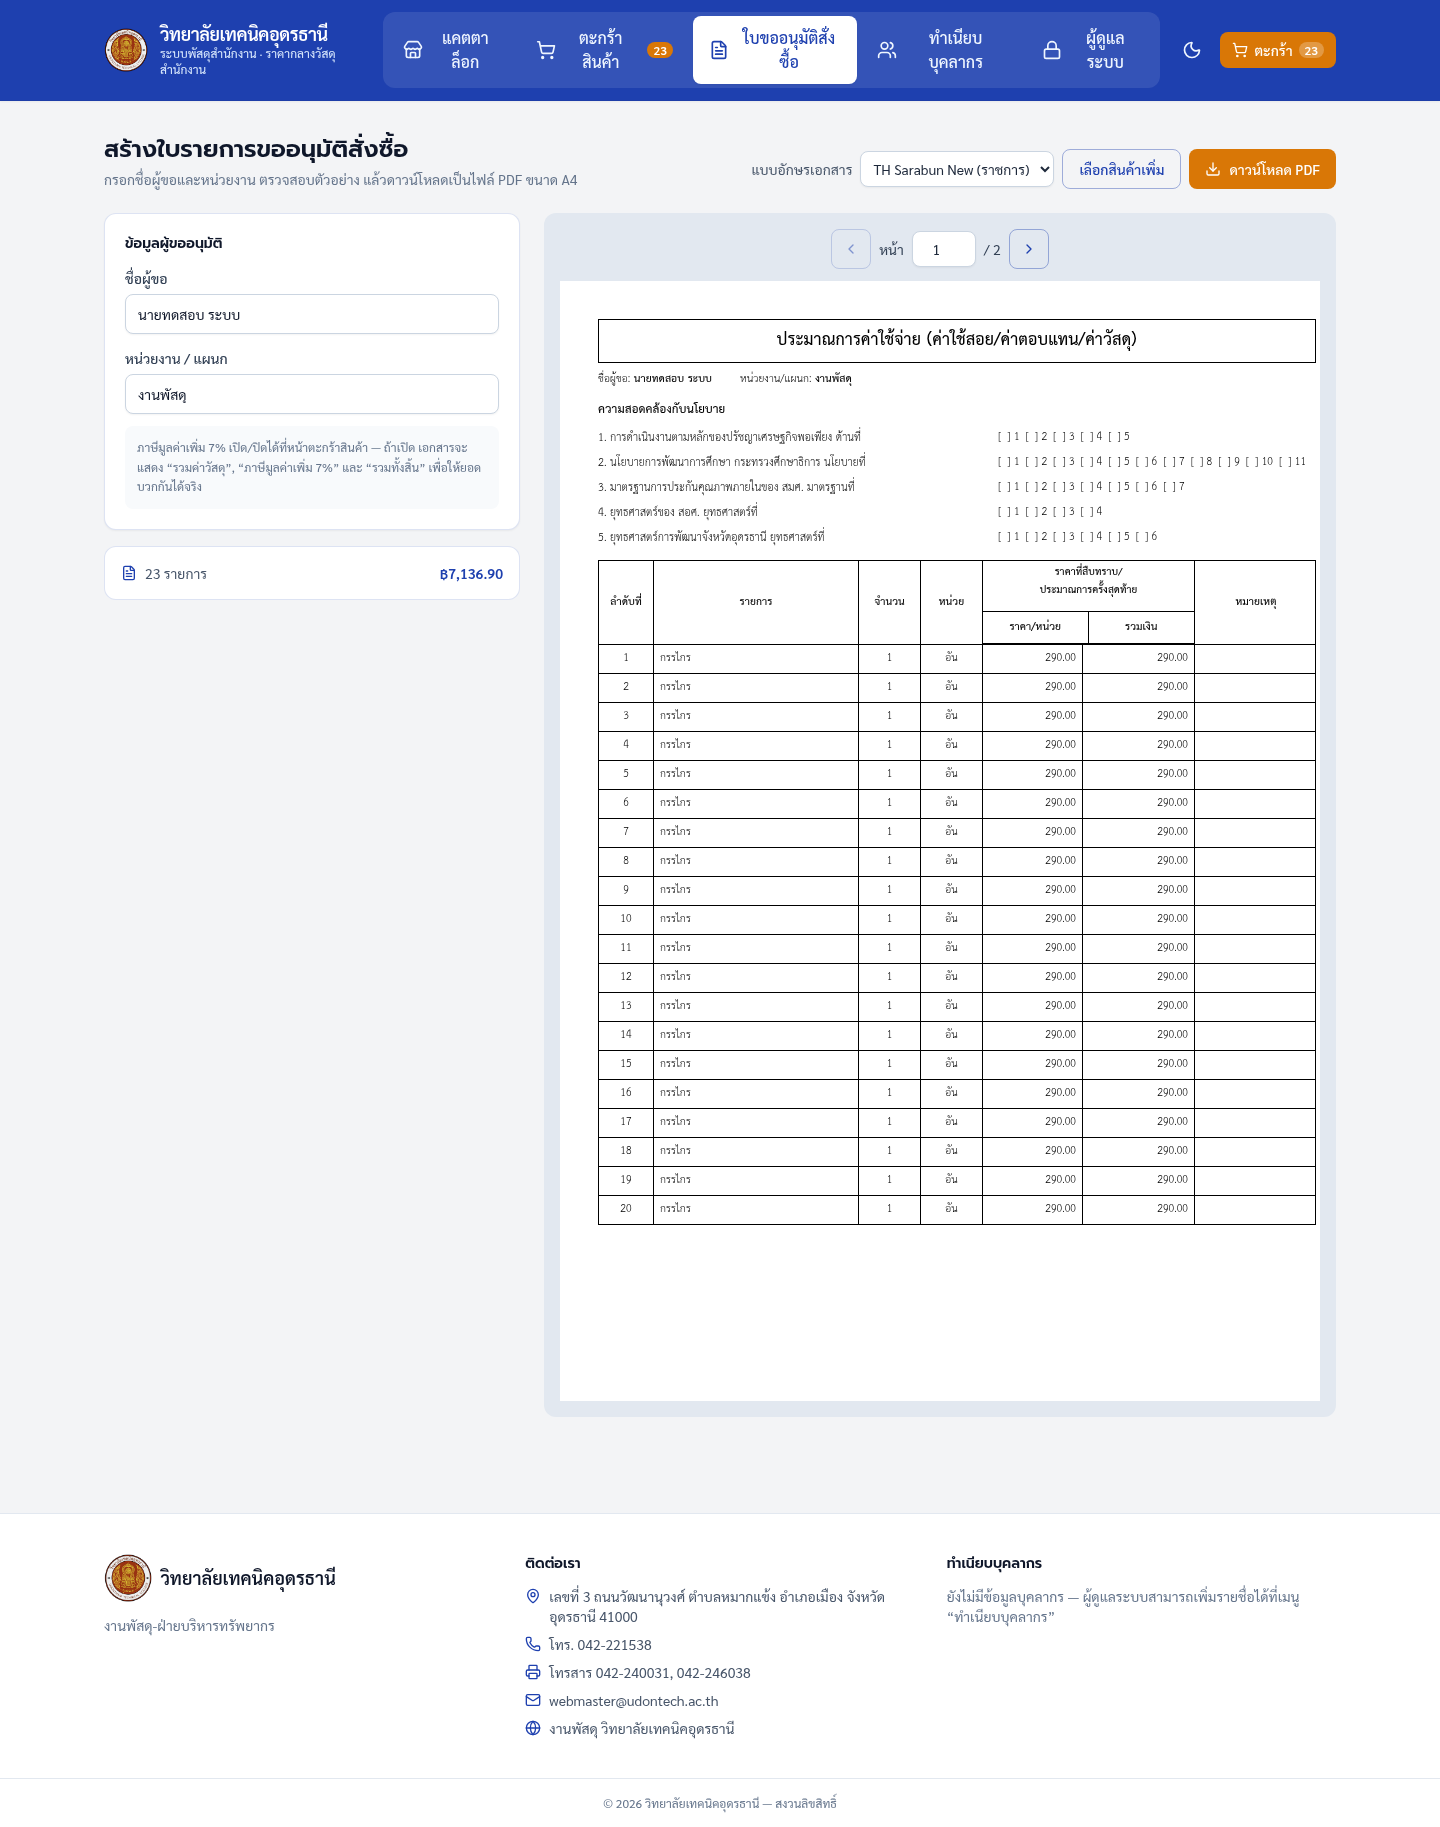 วิทยาลัยเทคนิคอุดรธานี
ระบบพัสดุสำนักงาน · ราคากลางวัสดุ
สำนักงาน
แคตตา
ล็อก
ตะกร้า
สินค้า
23
ใบขออนุมัติสั่ง
ซื้อ
ทำเนียบ
บุคลากร
ผู้ดูแล
ระบบ
ตะกร้า 23
สร้างใบรายการขออนุมัติสั่งซื้อ
กรอกชื่อผู้ขอและหน่วยงาน ตรวจสอบตัวอย่าง แล้วดาวน์โหลดเป็นไฟล์ PDF ขนาด A4
แบบอักษรเอกสาร
TH Sarabun New (ราชการ)
เลือกสินค้าเพิ่ม
ดาวน์โหลด PDF
ข้อมูลผู้ขออนุมัติ
ชื่อผู้ขอ
นายทดสอบ ระบบ
หน่วยงาน / แผนก
งานพัสดุ
ภาษีมูลค่าเพิ่ม 7% เปิด/ปิดได้ที่หน้าตะกร้าสินค้า — ถ้าเปิด เอกสารจะ
แสดง “รวมค่าวัสดุ”, “ภาษีมูลค่าเพิ่ม 7%” และ “รวมทั้งสิ้น” เพื่อให้ยอด
บวกกันได้จริง
23 รายการ ฿7,136.90
หน้า 1 / 2
ประมาณการค่าใช้จ่าย (ค่าใช้สอย/ค่าตอบแทน/ค่าวัสดุ)
ชื่อผู้ขอ: นายทดสอบ ระบบ หน่วยงาน/แผนก: งานพัสดุ
ความสอดคล้องกับนโยบาย
1. การดำเนินงานตามหลักของปรัชญาเศรษฐกิจพอเพียง ด้านที่ [ ] 1 [ ] 2 [ ] 3 [ ] 4 [ ] 5
2. นโยบายการพัฒนาการศึกษา กระทรวงศึกษาธิการ นโยบายที่ [ ] 1 [ ] 2 [ ] 3 [ ] 4 [ ] 5 [ ] 6 [ ] 7 [ ] 8 [ ] 9 [ ] 10 [ ] 11
3. มาตรฐานการประกันคุณภาพภายในของ สมศ. มาตรฐานที่ [ ] 1 [ ] 2 [ ] 3 [ ] 4 [ ] 5 [ ] 6 [ ] 7
4. ยุทธศาสตร์ของ สอศ. ยุทธศาสตร์ที่ [ ] 1 [ ] 2 [ ] 3 [ ] 4
5. ยุทธศาสตร์การพัฒนาจังหวัดอุดรธานี ยุทธศาสตร์ที่ [ ] 1 [ ] 2 [ ] 3 [ ] 4 [ ] 5 [ ] 6
ลำดับที่ รายการ จำนวน หน่วย ราคาที่สืบทราบ/
ประมาณการครั้งสุดท้าย
ราคา/หน่วย รวมเงิน หมายเหตุ
1 กรรไกร 1 อัน 290.00 290.00
2 กรรไกร 1 อัน 290.00 290.00
3 กรรไกร 1 อัน 290.00 290.00
4 กรรไกร 1 อัน 290.00 290.00
5 กรรไกร 1 อัน 290.00 290.00
6 กรรไกร 1 อัน 290.00 290.00
7 กรรไกร 1 อัน 290.00 290.00
8 กรรไกร 1 อัน 290.00 290.00
9 กรรไกร 1 อัน 290.00 290.00
10 กรรไกร 1 อัน 290.00 290.00
11 กรรไกร 1 อัน 290.00 290.00
12 กรรไกร 1 อัน 290.00 290.00
13 กรรไกร 1 อัน 290.00 290.00
14 กรรไกร 1 อัน 290.00 290.00
15 กรรไกร 1 อัน 290.00 290.00
16 กรรไกร 1 อัน 290.00 290.00
17 กรรไกร 1 อัน 290.00 290.00
18 กรรไกร 1 อัน 290.00 290.00
19 กรรไกร 1 อัน 290.00 290.00
20 กรรไกร 1 อัน 290.00 290.00
วิทยาลัยเทคนิคอุดรธานี
งานพัสดุ-ฝ่ายบริหารทรัพยากร
ติดต่อเรา
เลขที่ 3 ถนนวัฒนานุวงศ์ ตำบลหมากแข้ง อำเภอเมือง จังหวัด
อุดรธานี 41000
โทร. 042-221538
โทรสาร 042-240031, 042-246038
webmaster@udontech.ac.th
งานพัสดุ วิทยาลัยเทคนิคอุดรธานี
ทำเนียบบุคลากร
ยังไม่มีข้อมูลบุคลากร — ผู้ดูแลระบบสามารถเพิ่มรายชื่อได้ที่เมนู
“ทำเนียบบุคลากร”
© 2026 วิทยาลัยเทคนิคอุดรธานี — สงวนลิขสิทธิ์